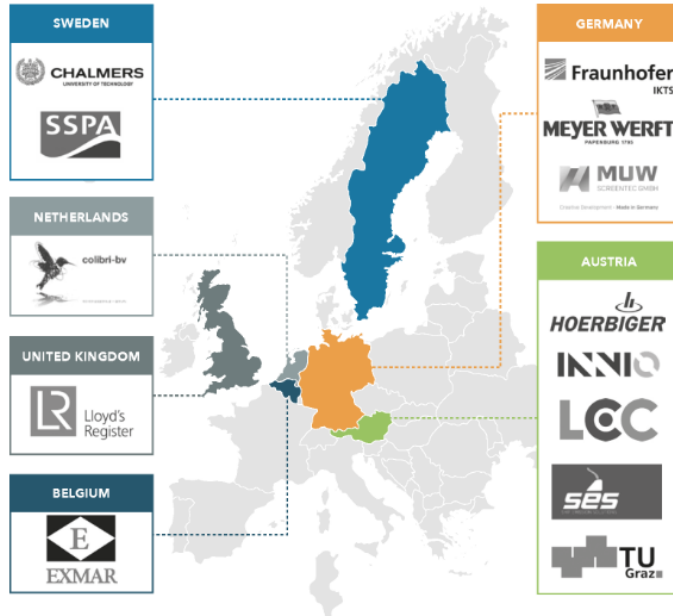 SWEDEN
CHALMERS
UNIVERSITY OF TECHNOLOGY
SSPA
NETHERLANDS
colibri-bv
UNITED KINGDOM
LR
Lloyd's
Register
BELGIUM
E
EXMAR
GERMANY
Fraunhofer
IKTS
MEYER WERFT
PAPENBURG 1795
MUW
SCREENTEC GMBH
Creative Development - Made in Germany
AUSTRIA
HOERBIGER
INNIO
LEC
ses
TU
Graz